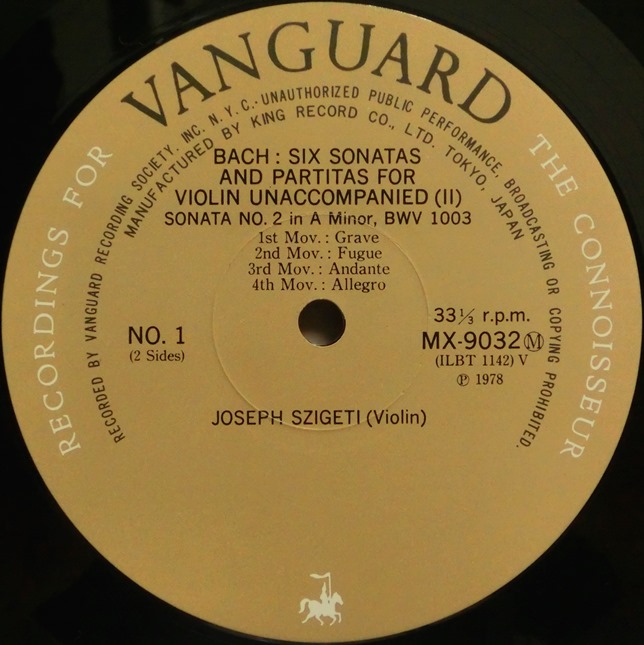 VANGUARD
RECORDINGS FOR THE CONNOISSEUR
RECORDED BY VANGUARD RECORDING SOCIETY, INC. N.Y.C.·UNAUTHORIZED PUBLIC PERFORMANCE, BROADCASTING OR COPYING PROHIBITED.
MANUFACTURED BY KING RECORD CO., LTD. TOKYO, JAPAN
BACH : SIX SONATAS
AND PARTITAS FOR
VIOLIN UNACCOMPANIED (II)
SONATA NO. 2 in A Minor, BWV 1003
1st Mov. : Grave
2nd Mov. : Fugue
3rd Mov. : Andante
4th Mov. : Allegro
NO. 1
(2 Sides)
33⅓ r.p.m.
MX-9032Ⓜ
(ILBT 1142) V
℗ 1978
JOSEPH SZIGETI (Violin)